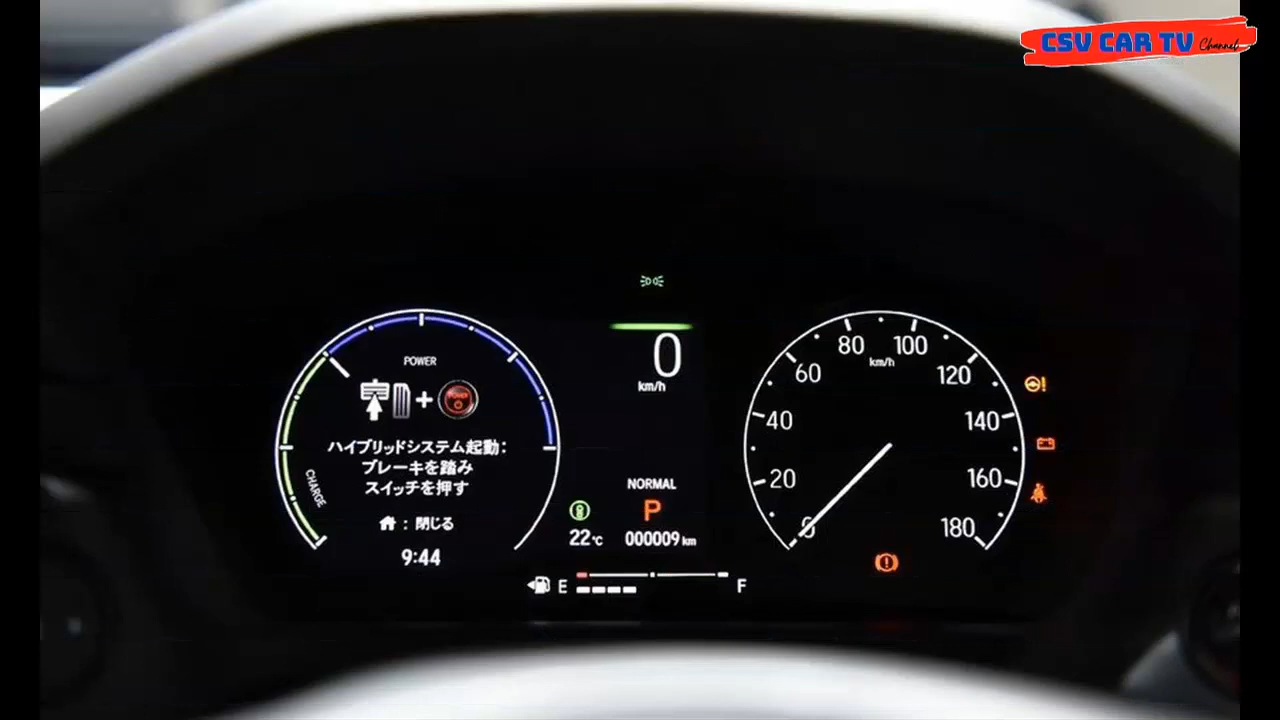 CSV CAR TV Channel
POWER
POWER
+
ハイブリッドシステム起動:
ブレーキを踏み
スイッチを押す
: 閉じる
9:44
CHARGE
0
km/h
NORMAL
P
22℃
000009 km
E
F
0
20
40
60
80
100
120
140
160
180
km/h